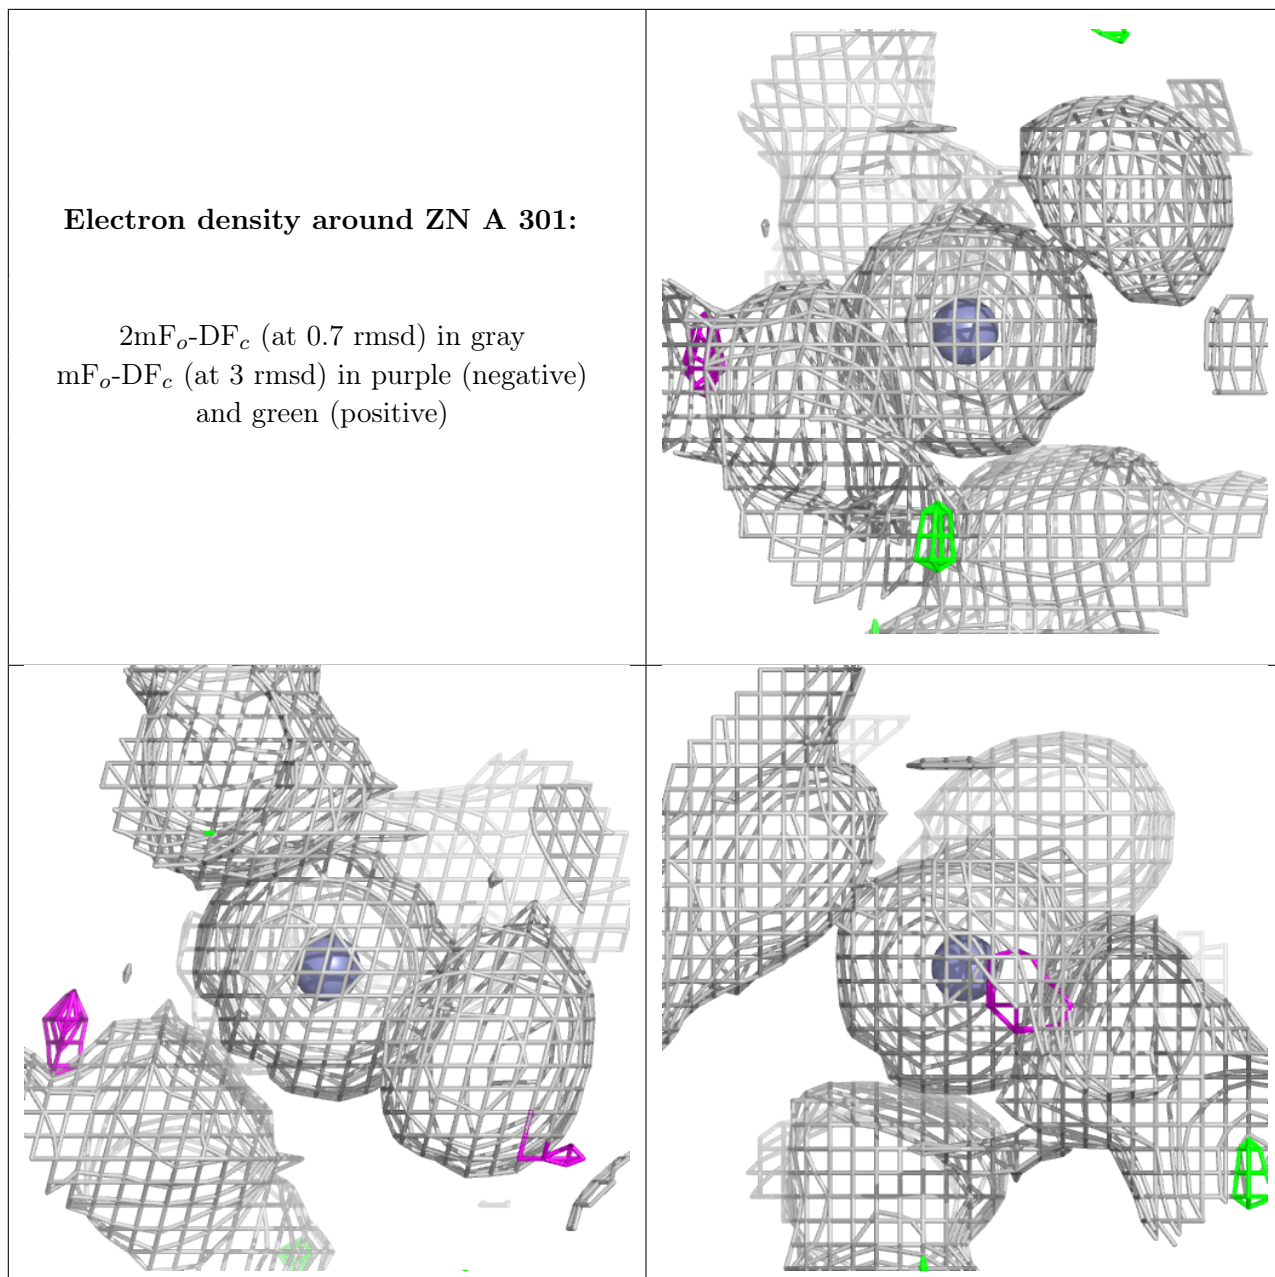 Electron density around ZN A 301:
2mFo-DFc (at 0.7 rmsd) in gray
mFo-DFc (at 3 rmsd) in purple (negative)
and green (positive)